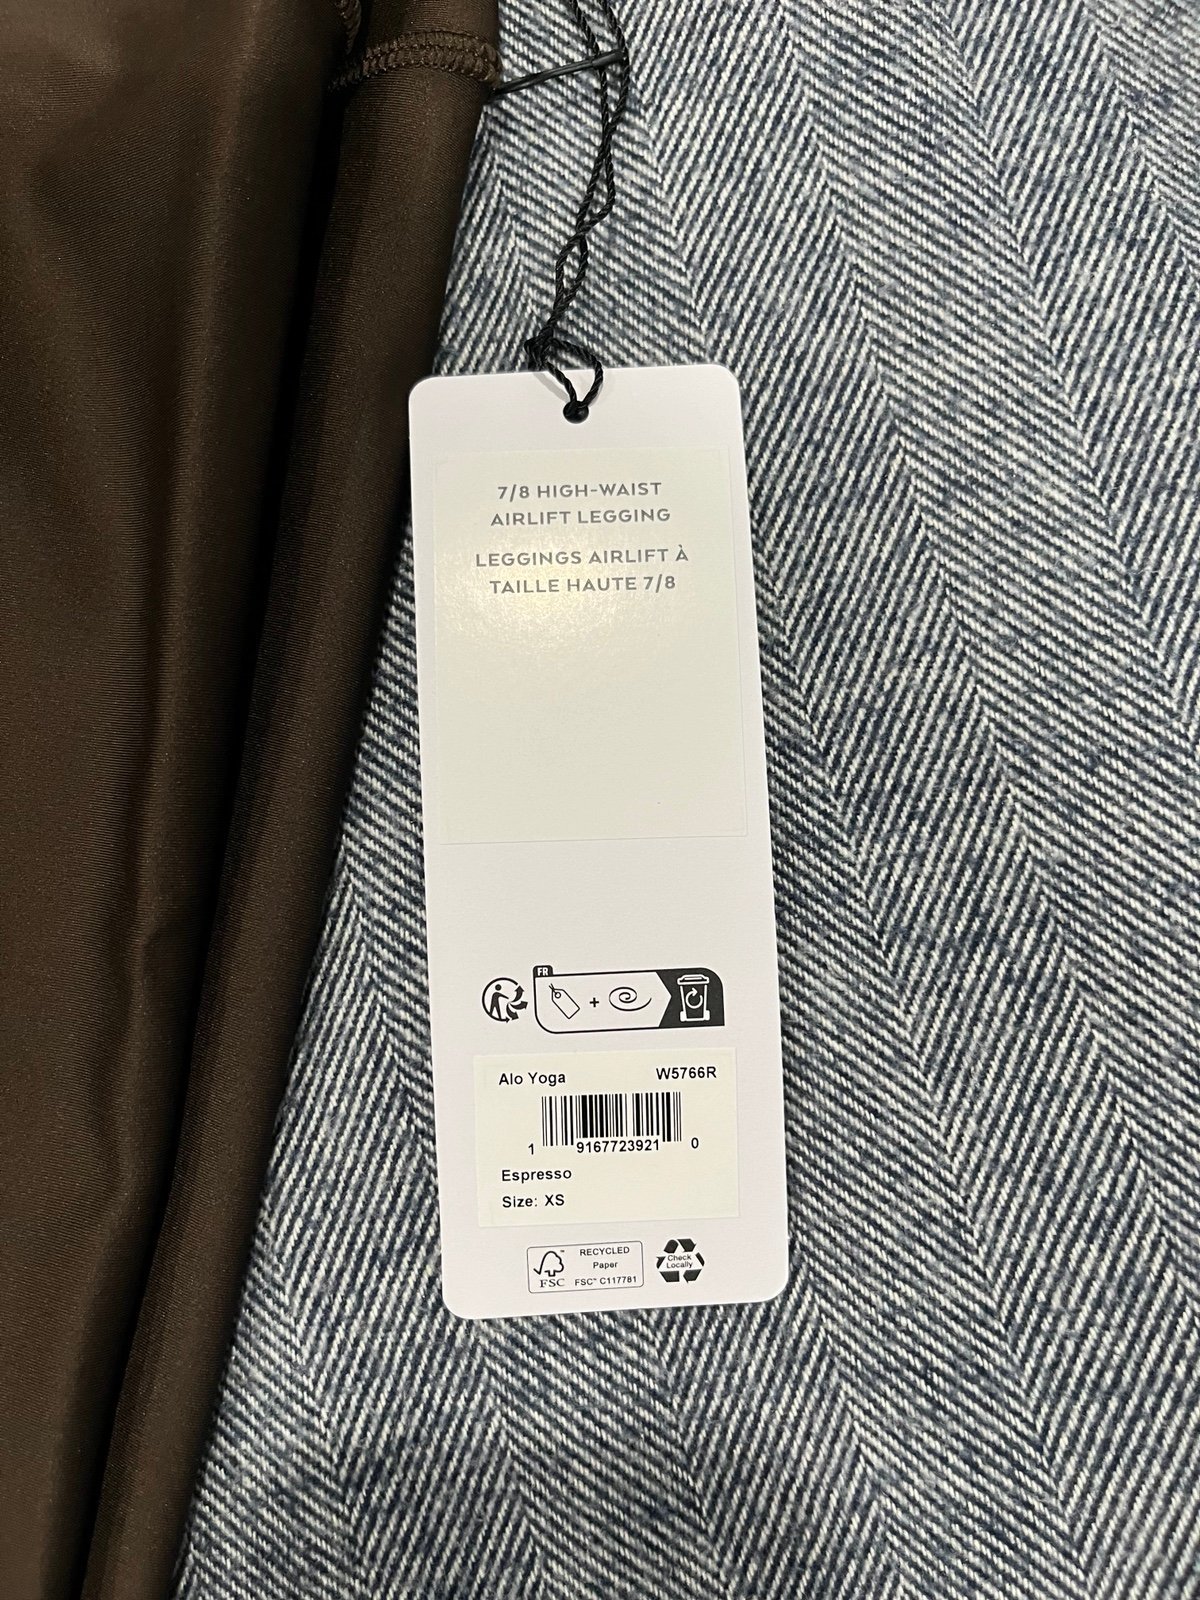 7/8 HIGH-WAIST
AIRLIFT LEGGING
LEGGINGS AIRLIFT À
TAILLE HAUTE 7/8
FR
+
Alo Yoga W5766R
1 9167723921 0
Espresso
Size: XS
FSC™
RECYCLED
Paper
FSC™ C117781
Check
Locally